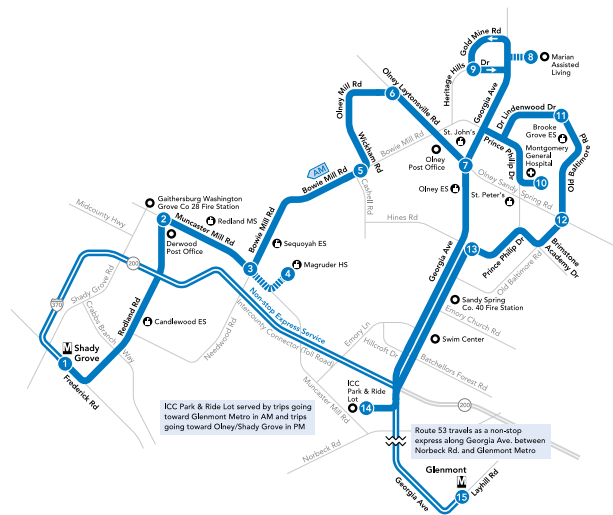 Gold Mine Rd
8
Marian
Assisted
Living
9
Dr
Heritage Hills
Georgia Ave
Olney Mill Rd
6
Olney Laytonsville Rd
Dr Lindenwood Dr
11
Brooke
Grove ES
Montgomery
General
Hospital
10
Prince Philip Dr
Old Baltimore
Rd
St. John's
Bowie Mill Rd
Olney
Post Office
7
Wickham Rd
AM
Bowie Mill Rd
5
Cashell Rd
Olney ES
St. Peter's
Olney Sandy Spring Rd
12
Gaithersburg Washington
Grove Co 28 Fire Station
Midcounty Hwy
2
Redland MS
Muncaster Mill Rd
Derwood
Post Office
Hines Rd
Georgia Ave
13
Prince Philip Dr
Brimstone
Academy Dr
Old Baltimore Rd
Bowie Mill Rd
Sequoyah ES
3
4
Magruder HS
200
370
Shady Grove Rd
Crabbs Branch Way
Redland Rd
Candlewood ES
Needwood Rd
Non-stop Express Service
Intercounty Connector (Toll Road)
Sandy Spring
Co. 40 Fire Station
Emory Church Rd
Emory Ln
Hillcroft Dr
Swim Center
Batchellors Forest Rd
M
Shady
Grove
1
Frederick Rd
Muncaster Mill Rd
ICC
Park & Ride
Lot
14
200
ICC Park & Ride Lot served by trips going
toward Glenmont Metro in AM and trips
going toward Olney/Shady Grove in PM
Route 53 travels as a non-stop
express along Georgia Ave. between
Norbeck Rd. and Glenmont Metro
Norbeck Rd
Glenmont
M
15
Layhill Rd
Georgia Ave